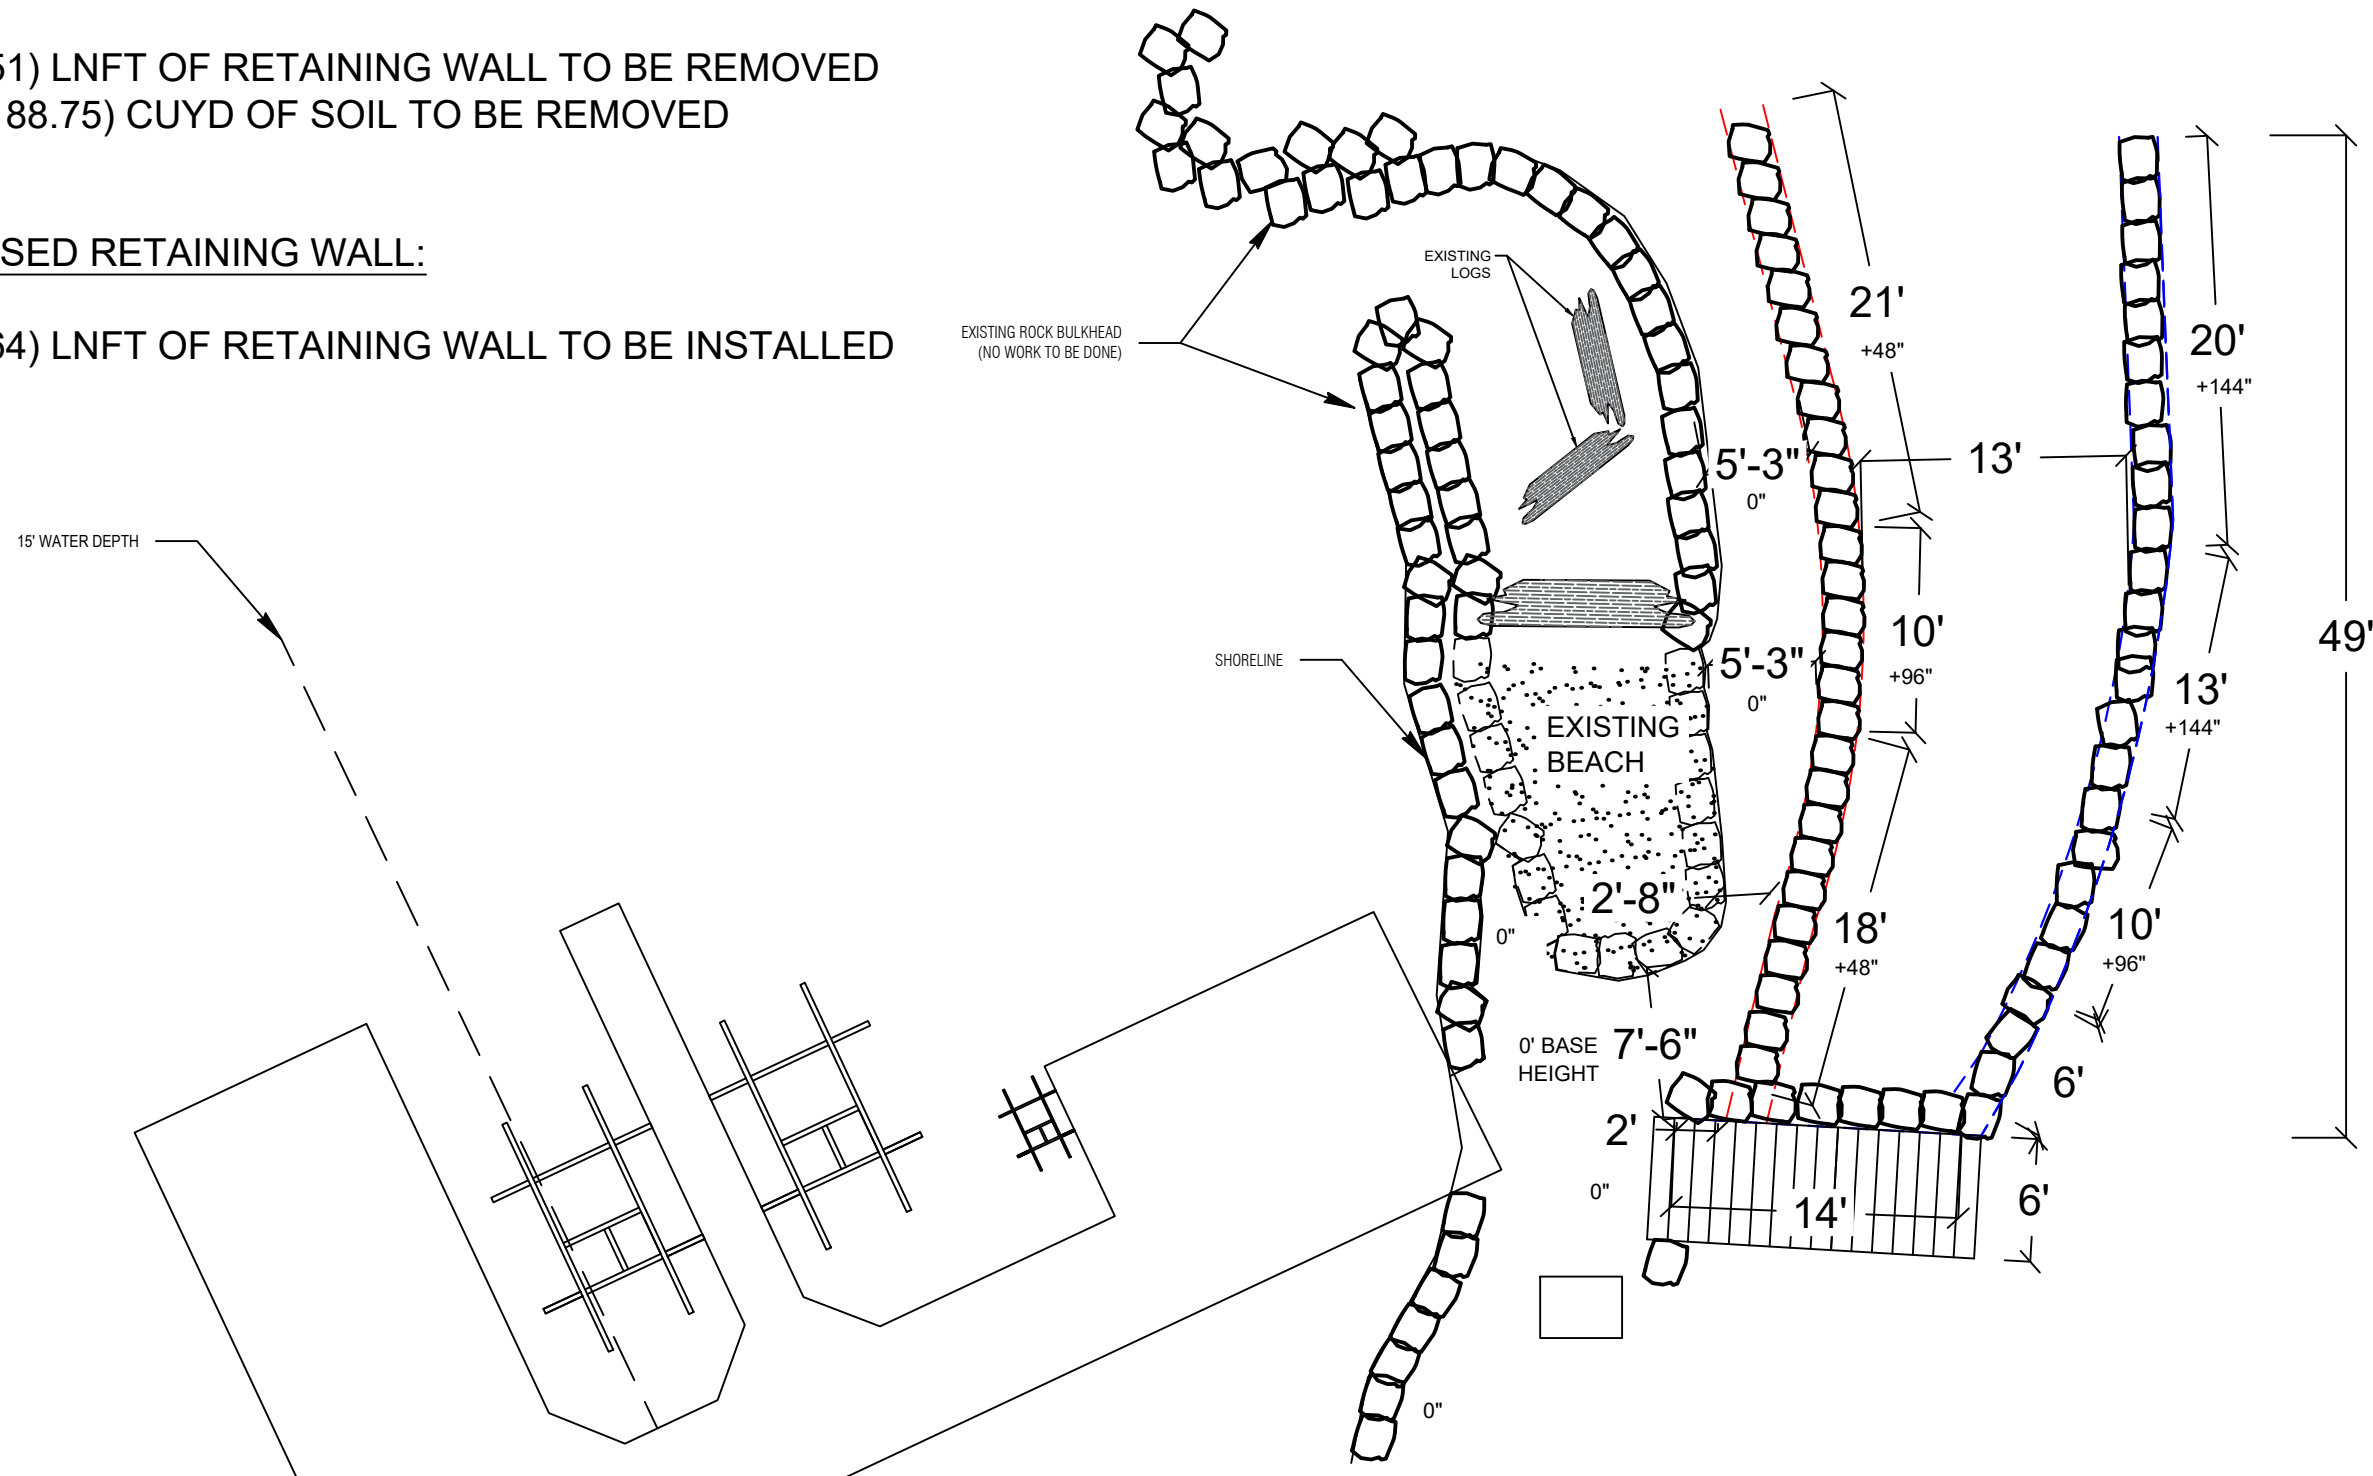 51) LNFT OF RETAINING WALL TO BE REMOVED
88.75) CUYD OF SOIL TO BE REMOVED
SED RETAINING WALL:
64) LNFT OF RETAINING WALL TO BE INSTALLED
EXISTING ROCK BULKHEAD
(NO WORK TO BE DONE)
EXISTING
LOGS
15' WATER DEPTH
SHORELINE
EXISTING
BEACH
21'
+48"
20'
+144"
5'-3"
0"
13'
10'
+96"
49'
5'-3"
0"
13'
+144"
2'-8"
0"
18'
+48"
10'
+96"
0' BASE
HEIGHT
7'-6"
6'
2'
0"
14'
6'
0"